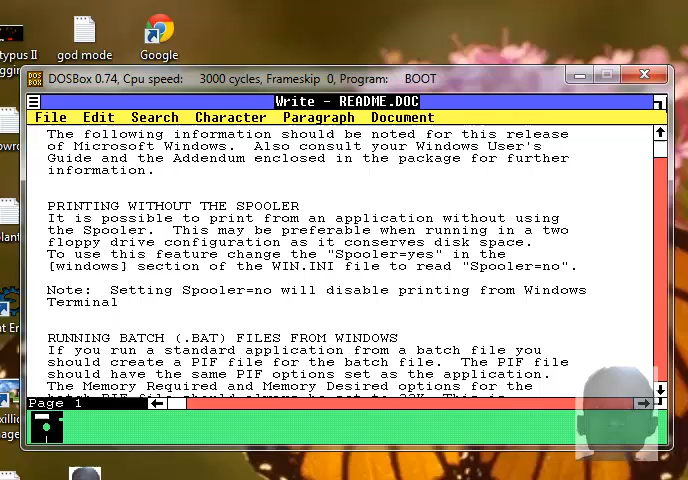 typus II
god mode
Google
DOSBox 0.74, Cpu speed: 3000 cycles, Frameskip 0, Program: BOOT
Write - README.DOC
File Edit Search Character Paragraph Document
The following information should be noted for this release
of Microsoft Windows. Also consult your Windows User's
Guide and the Addendum enclosed in the package for further
information.
PRINTING WITHOUT THE SPOOLER
It is possible to print from an application without using
the Spooler. This may be preferable when running in a two
floppy drive configuration as it conserves disk space.
To use this feature change the "Spooler=yes" in the
[windows] section of the WIN.INI file to read "Spooler=no".
Note: Setting Spooler=no will disable printing from Windows
Terminal
RUNNING BATCH (.BAT) FILES FROM WINDOWS
If you run a standard application from a batch file you
should create a PIF file for the batch file. The PIF file
should have the same PIF options set as the application.
The Memory Required and Memory Desired options for the
Page 1